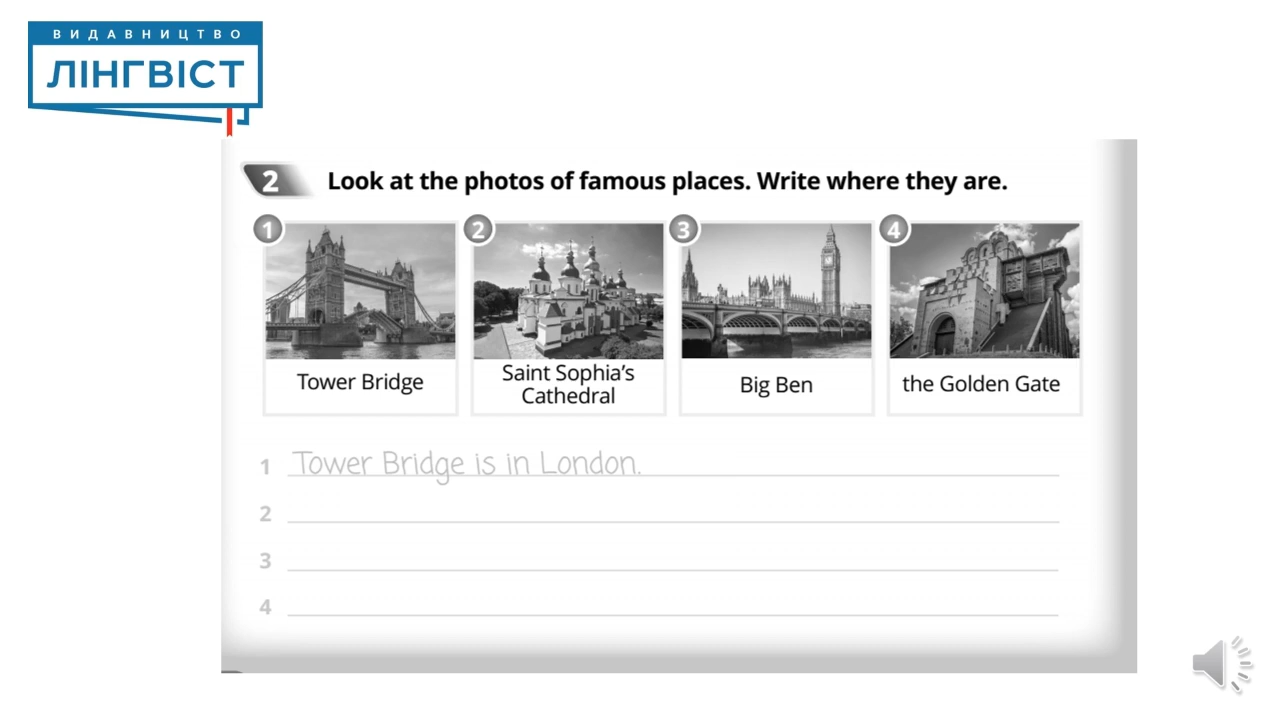 ВИДАВНИЦТВО
ЛІНГВІСТ
2 Look at the photos of famous places. Write where they are.
1
2
3
4
Tower Bridge
Saint Sophia’s
Cathedral
Big Ben
the Golden Gate
1 Tower Bridge is in London.
2
3
4